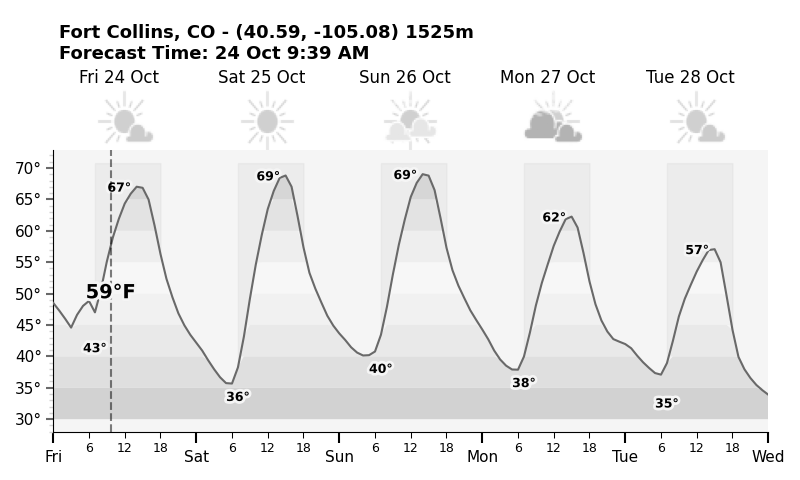 Fort Collins, CO - (40.59, -105.08) 1525m
Forecast Time: 24 Oct 9:39 AM
Fri 24 Oct Sat 25 Oct Sun 26 Oct Mon 27 Oct Tue 28 Oct
70°
65°
60°
55°
50°
45°
40°
35°
30°
67° 69° 69° 62° 57°
59°F
43° 36° 40° 38° 35°
6 12 18 6 12 18 6 12 18 6 12 18 6 12 18
Fri Sat Sun Mon Tue Wed